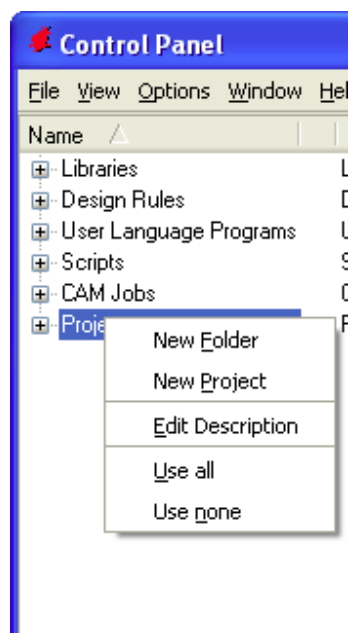 Control Panel
File View Options Window
Name
Libraries
Design Rules
User Language Programs
Scripts
CAM Jobs
New Folder
New Project
Edit Description
Use all
Use none